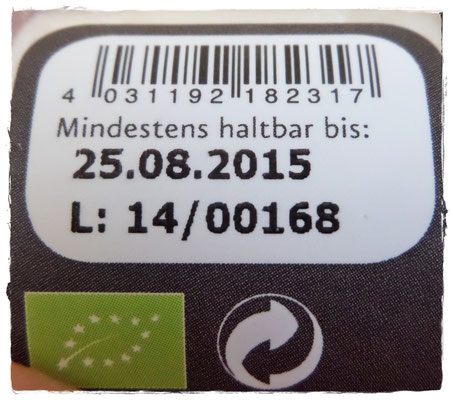 4 031192 182317
Mindestens haltbar bis:
25.08.2015
L: 14/00168